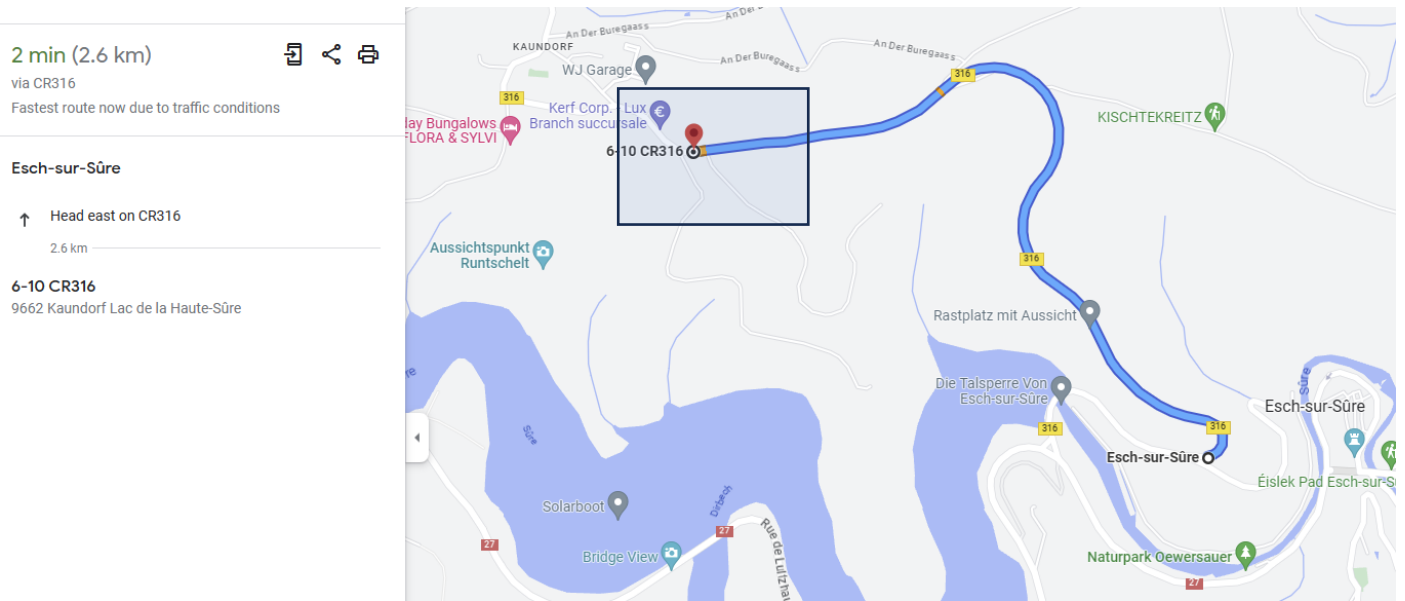 2 min (2.6 km)
via CR316
Fastest route now due to traffic conditions
Esch-sur-Sûre
Head east on CR316
2.6 km
6-10 CR316
9662 Kaundorf Lac de la Haute-Sûre
An Der Buregaass
An Der
KAUNDORF
An Der Buregaass
An Der Buregaass
WJ Garage
316
316
Kerf Corp. - Lux
Branch succursale
lay Bungalows
FLORA & SYLVI
KISCHTEKREITZ
6-10 CR316
Aussichtspunkt
Runtschelt
316
Rastplatz mit Aussicht
Die Talsperre Von
Esch-sur-Sûre
Sûre
Esch-sur-Sûre
316
316
Sûre
Esch-sur-Sûre
Éislek Pad Esch-sur-S
Solarboot
Dirbech
27
27
Rue de Lultzha
Bridge View
Naturpark Oewersauer
27